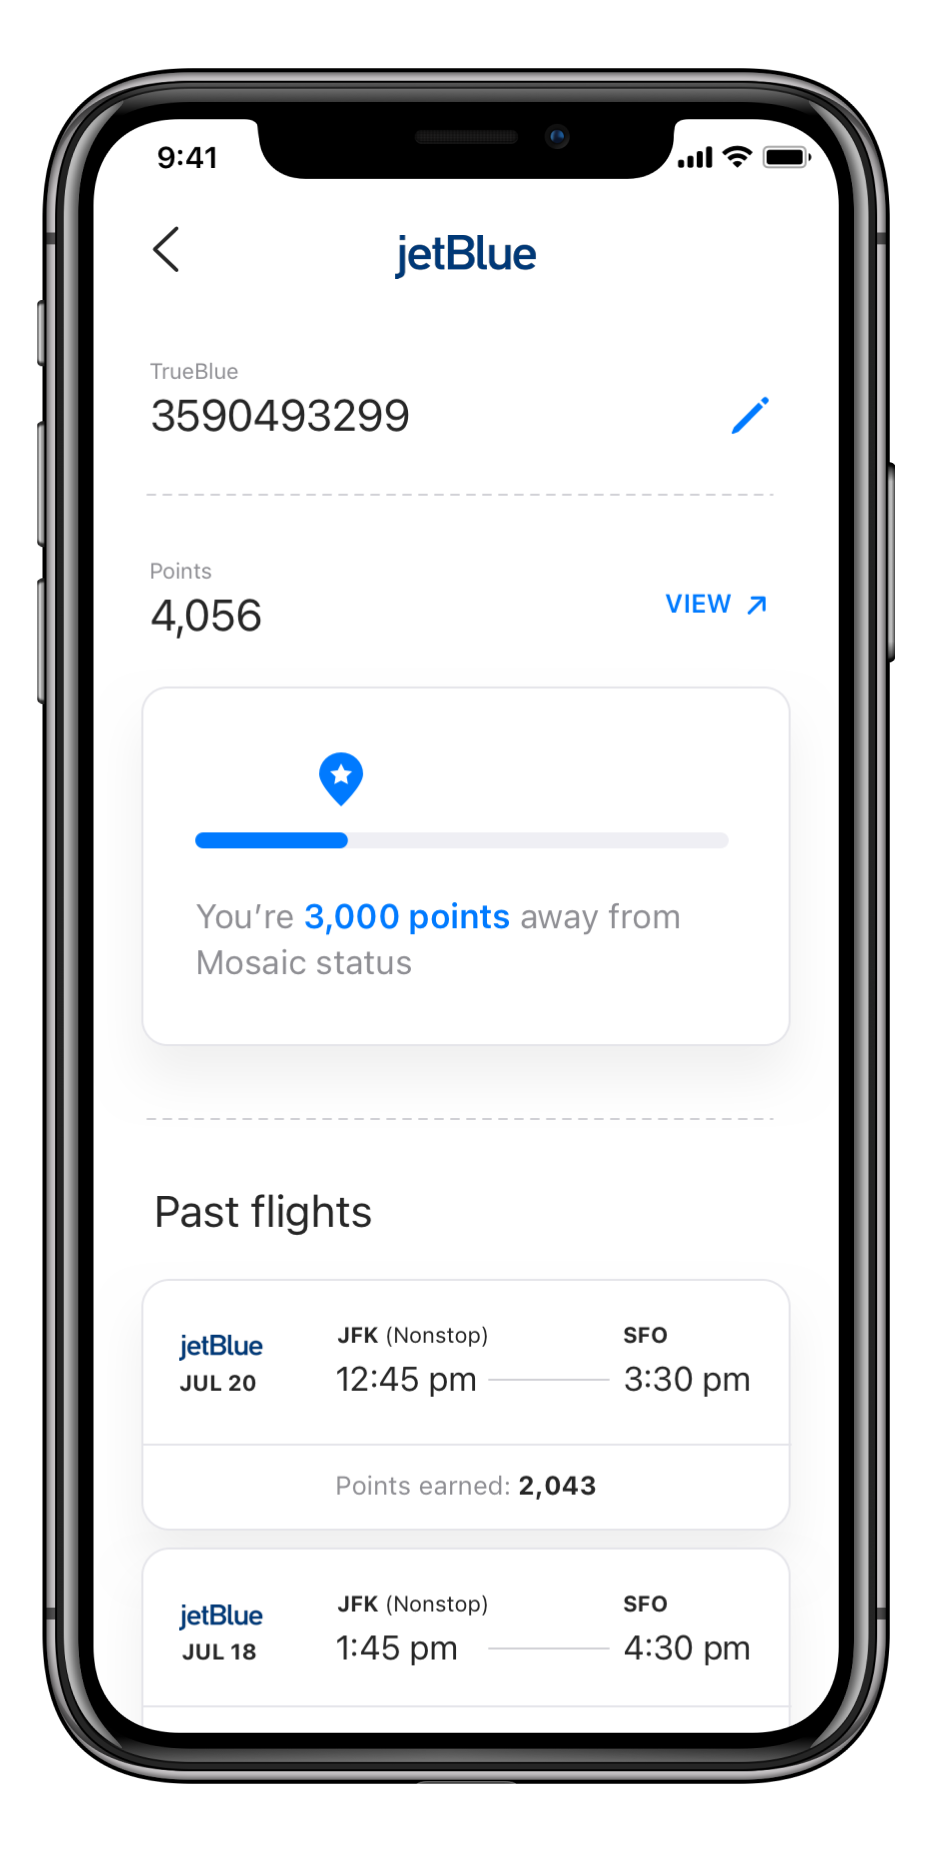 9:41
jetBlue
TrueBlue
3590493299
Points
4,056
VIEW
You’re 3,000 points away from
Mosaic status
Past flights
jetBlue
JUL 20
JFK (Nonstop)
12:45 pm
SFO
3:30 pm
Points earned: 2,043
jetBlue
JUL 18
JFK (Nonstop)
1:45 pm
SFO
4:30 pm